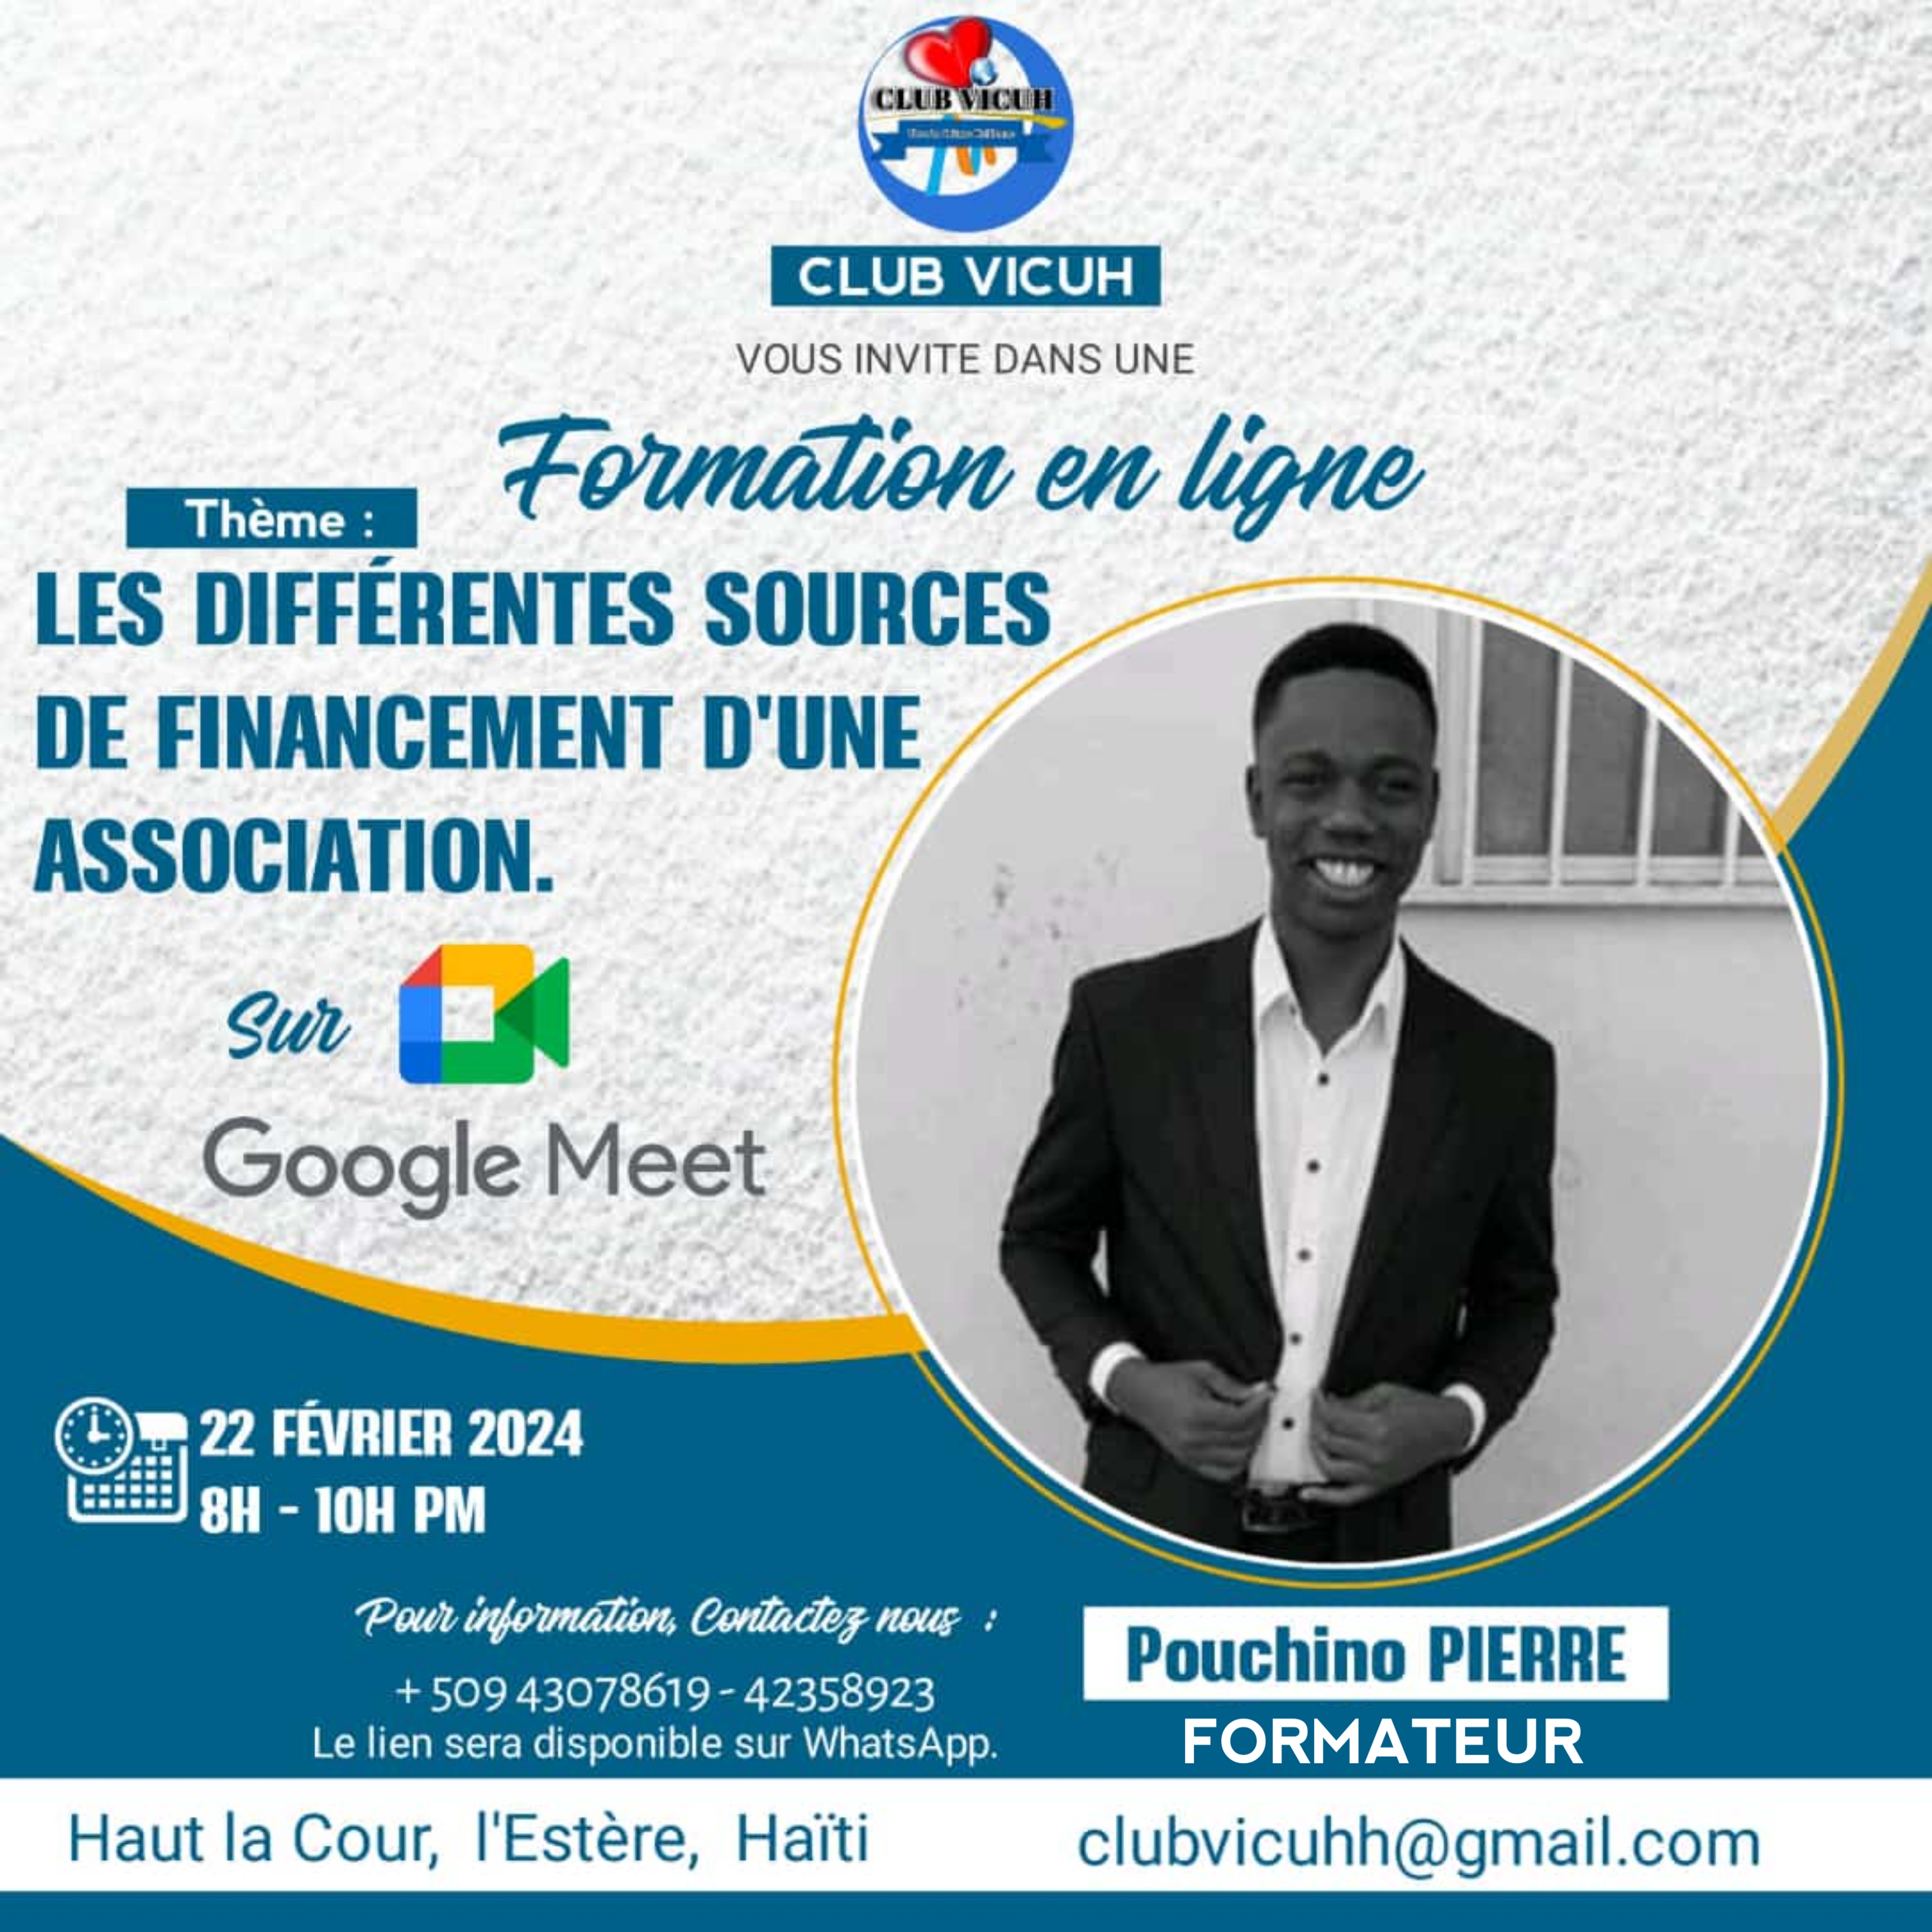 CLUB VICUH
CLUB VICUH
VOUS INVITE DANS UNE
Formation en ligne
Thème :
LES DIFFÉRENTES SOURCES
DE FINANCEMENT D'UNE
ASSOCIATION.
Sur
Google Meet
22 FÉVRIER 2024
8H - 10H PM
Pour information, Contactez nous :
+ 509 43078619 - 42358923
Le lien sera disponible sur WhatsApp.
Pouchino PIERRE
FORMATEUR
Haut la Cour, l'Estère, Haïti
clubvicuhh@gmail.com